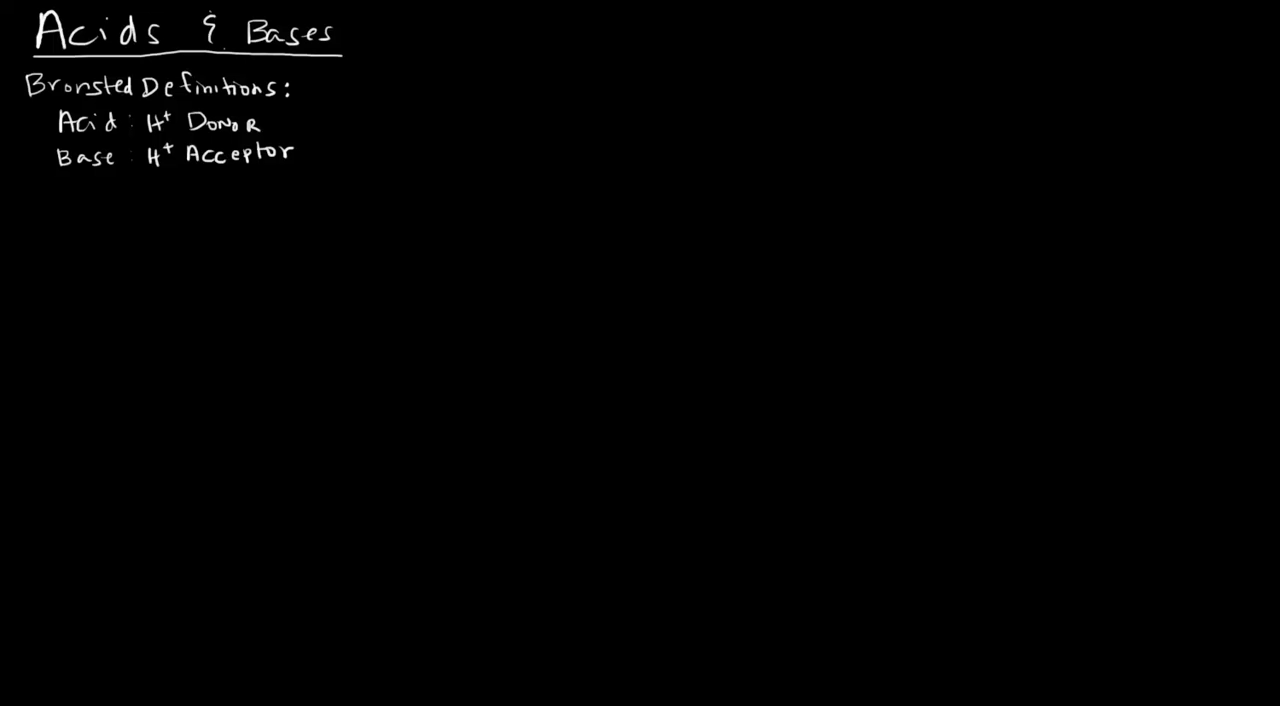 Acids & Bases
Bronsted Definitions:
Acid: H⁺ Donor
Base: H⁺ Acceptor